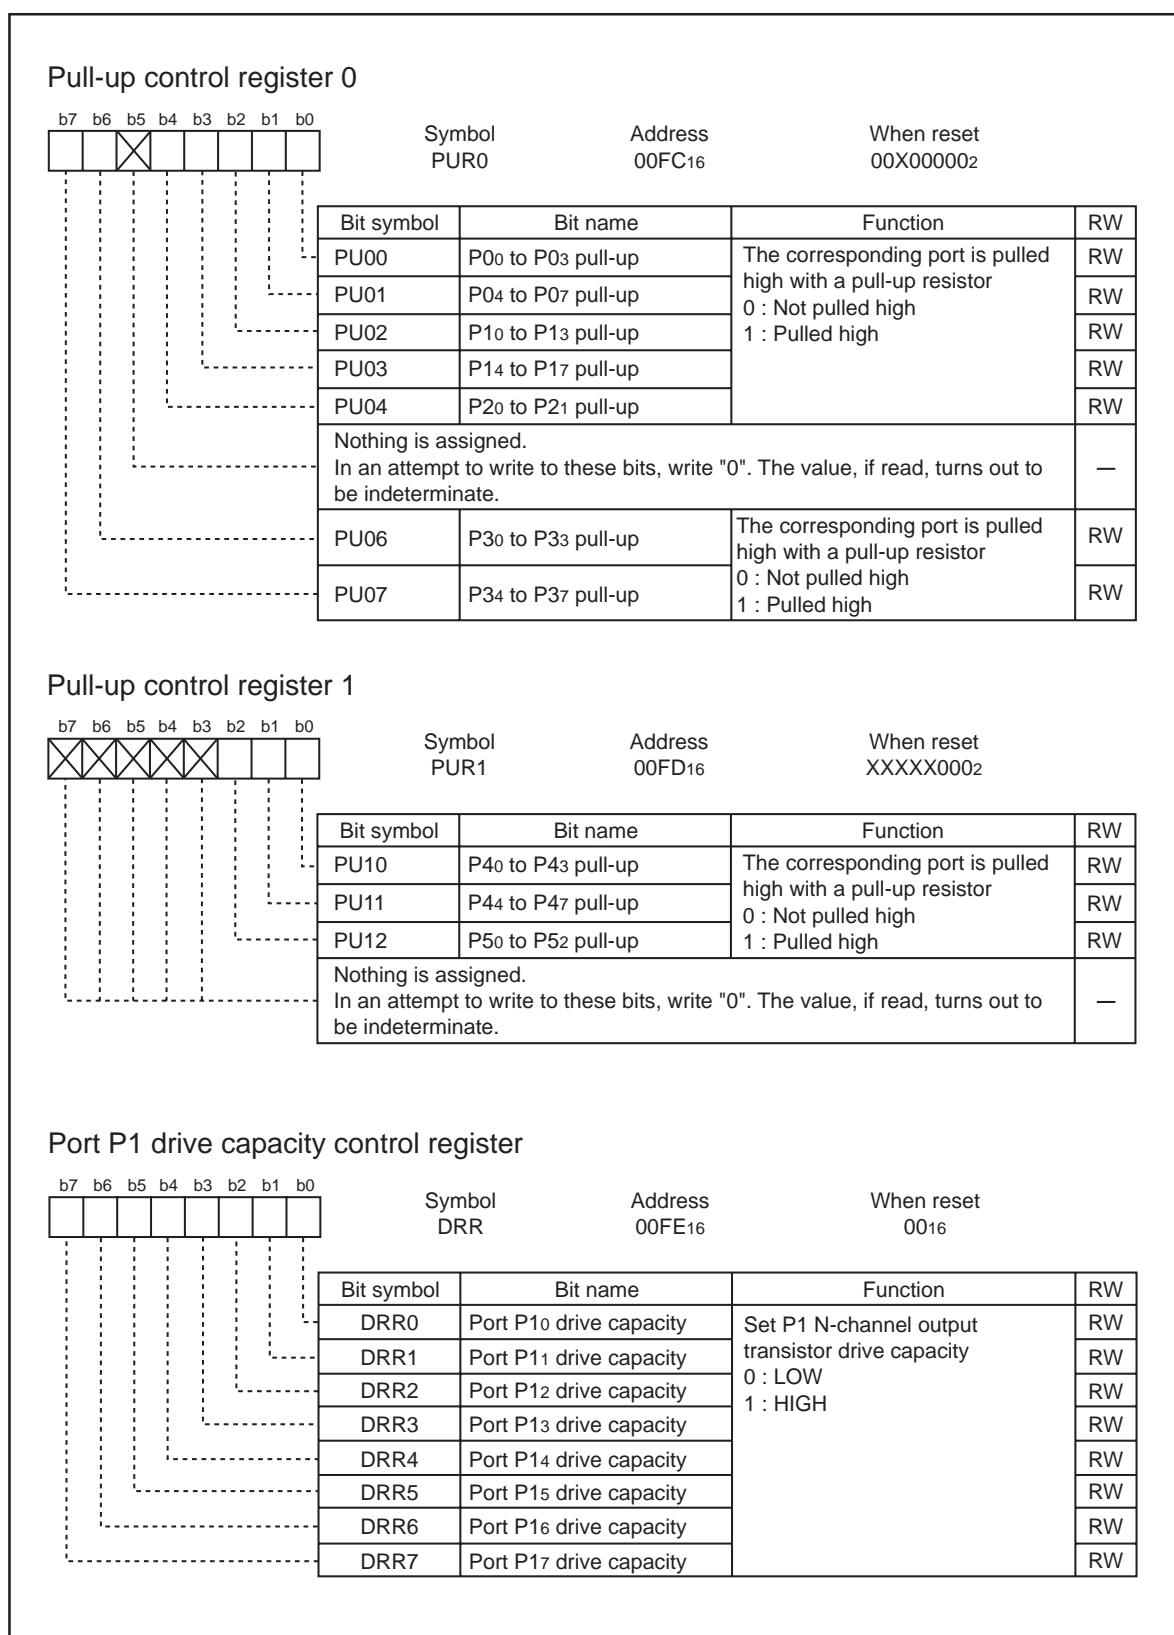 Pull-up control register 0
b7 b6 b5 b4 b3 b2 b1 b0
Symbol Address When reset
PUR0 00FC16 00X000002
Bit symbol Bit name Function RW
PU00 P00 to P03 pull-up The corresponding port is pulled RW
high with a pull-up resistor
PU01 P04 to P07 pull-up 0 : Not pulled high RW
PU02 P10 to P13 pull-up 1 : Pulled high RW
PU03 P14 to P17 pull-up RW
PU04 P20 to P21 pull-up RW
Nothing is assigned.
In an attempt to write to these bits, write "0". The value, if read, turns out to —
be indeterminate.
PU06 P30 to P33 pull-up The corresponding port is pulled RW
high with a pull-up resistor
0 : Not pulled high
PU07 P34 to P37 pull-up 1 : Pulled high RW
Pull-up control register 1
b7 b6 b5 b4 b3 b2 b1 b0
Symbol Address When reset
PUR1 00FD16 XXXXX0002
Bit symbol Bit name Function RW
PU10 P40 to P43 pull-up The corresponding port is pulled RW
high with a pull-up resistor
PU11 P44 to P47 pull-up 0 : Not pulled high RW
PU12 P50 to P52 pull-up 1 : Pulled high RW
Nothing is assigned.
In an attempt to write to these bits, write "0". The value, if read, turns out to —
be indeterminate.
Port P1 drive capacity control register
b7 b6 b5 b4 b3 b2 b1 b0
Symbol Address When reset
DRR 00FE16 0016
Bit symbol Bit name Function RW
DRR0 Port P10 drive capacity Set P1 N-channel output RW
DRR1 Port P11 drive capacity transistor drive capacity RW
0 : LOW
DRR2 Port P12 drive capacity 1 : HIGH RW
DRR3 Port P13 drive capacity RW
DRR4 Port P14 drive capacity RW
DRR5 Port P15 drive capacity RW
DRR6 Port P16 drive capacity RW
DRR7 Port P17 drive capacity RW